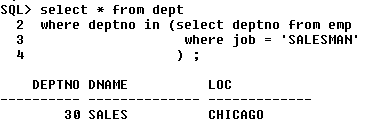 SQL> select * from dept
  2  where deptno in (select deptno from emp
  3                   where job = 'SALESMAN'
  4                  ) ;
    DEPTNO DNAME          LOC
---------- -------------- -------------
        30 SALES          CHICAGO